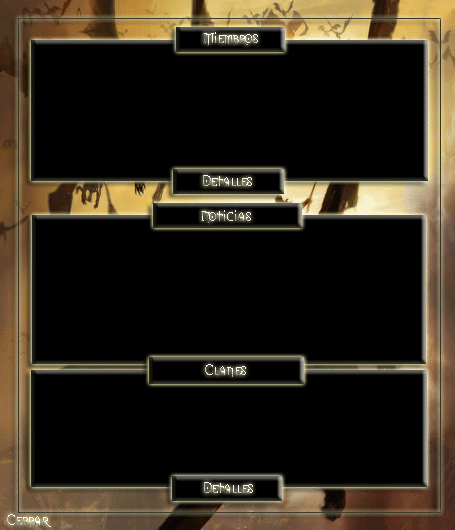 Miembros
Detalles
Noticias
Clanes
Detalles
Cerrar